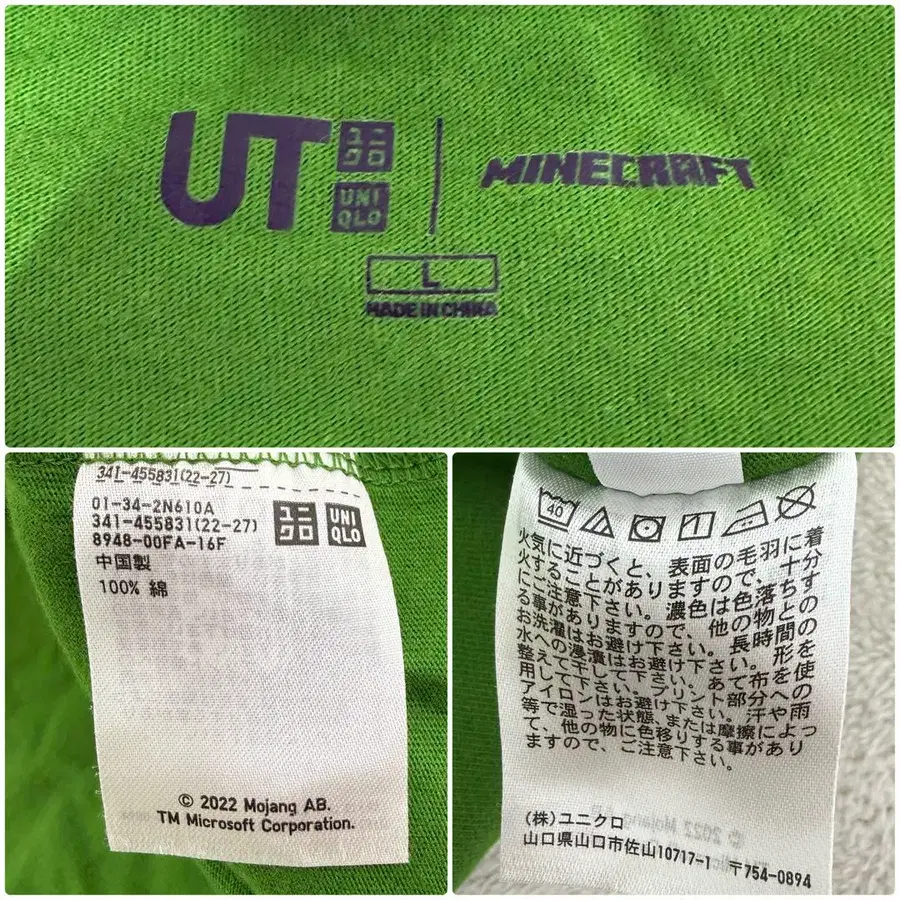 UT ユニクロ UNIQLO | MINECRAFT
L
MADE IN CHINA
341-455831(22-27)
01-34-2N610A
341-455831(22-27)
8948-00FA-16F
中国製
100% 綿
ユニクロ UNIQLO
© 2022 Mojang AB.
TM Microsoft Corporation.
40
火気に近づくと、表面の毛羽に着
火することがありますので、十分
にご注意下さい。濃色は色落ちす
る事がありますので、他の物との
お洗濯はお避け下さい。長時間の
水への浸漬はお避け下さい。形を
整えて干して下さい。あて布を使
用して下さい。プリント部分への
アイロンはお避け下さい。汗や雨
等で湿った状態、または摩擦によっ
て、他の物に色移りする事があり
ますので、ご注意下さい。
(株)ユニクロ
山口県山口市佐山10717-1 〒754-0894